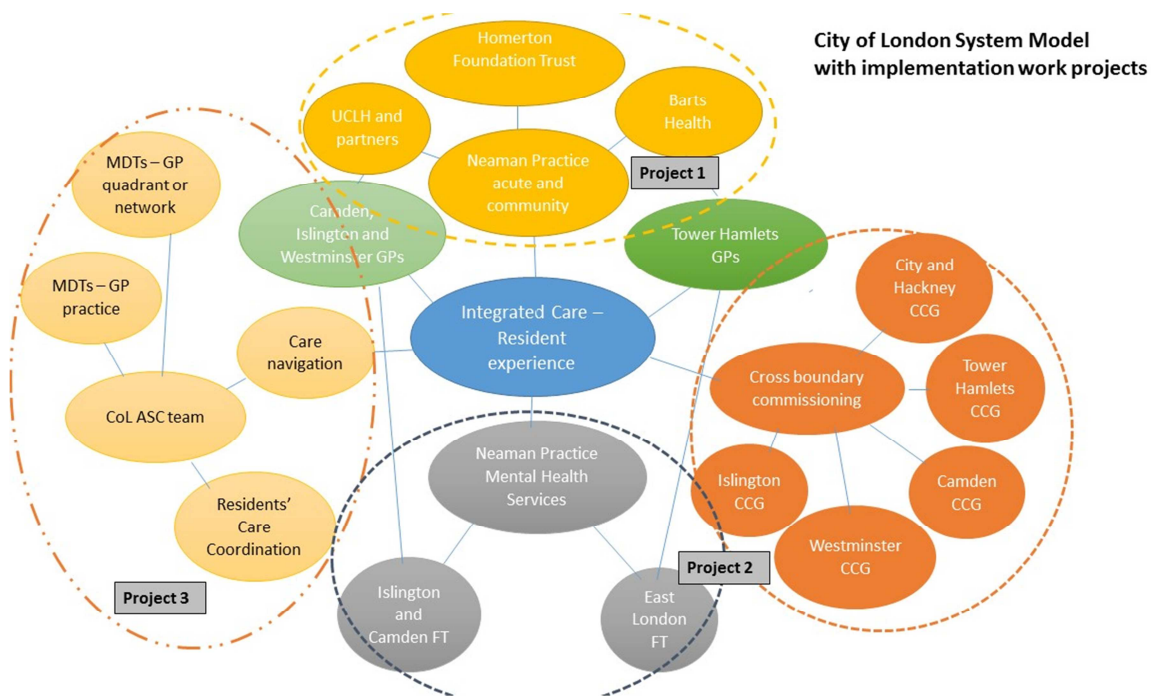 City of London System Model
with implementation work projects
Homerton
Foundation Trust
UCLH and
partners
Barts
Health
Neaman Practice
acute and
community
Project 1
MDTs – GP
quadrant or
network
Camden,
Islington and
Westminster GPs
Tower Hamlets
GPs
MDTs – GP
practice
Care
navigation
Integrated Care –
Resident
experience
City and
Hackney
CCG
Tower
Hamlets
CCG
Cross boundary
commissioning
CoL ASC team
Neaman Practice
Mental Health
Services
Islington
CCG
Camden
CCG
Residents’
Care
Coordination
Westminster
CCG
Project 2
Project 3
Islington
and
Camden FT
East
London
FT